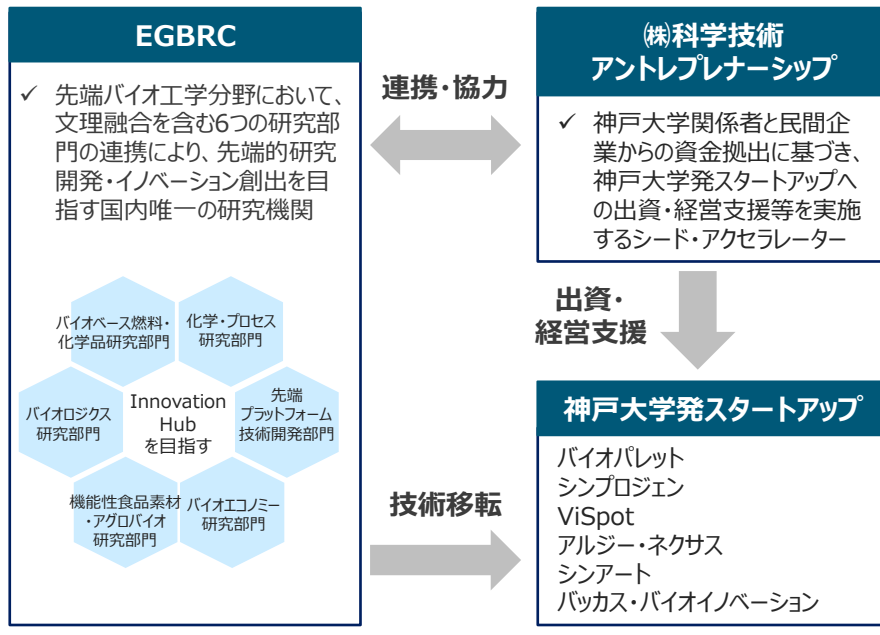 EGBRC
✓ 先端バイオ工学分野において、
文理融合を含む6つの研究部
門の連携により、先端的研究
開発・イノベーション創出を目
指す国内唯一の研究機関
バイオベース燃料・
化学品研究部門
化学・プロセス
研究部門
バイオロジクス
研究部門
Innovation
Hub
を目指す
先端
プラットフォーム
技術開発部門
機能性食品素材
・アグロバイオ
研究部門
バイオエコノミー
研究部門
連携・協力
㈱科学技術
アントレプレナーシップ
✓ 神戸大学関係者と民間企
業からの資金拠出に基づき、
神戸大学発スタートアップへ
の出資・経営支援等を実施
するシード・アクセラレーター
出資・
経営支援
技術移転
神戸大学発スタートアップ
バイオパレット
シンプロジェン
ViSpot
アルジー・ネクサス
シンアート
バッカス・バイオイノベーション